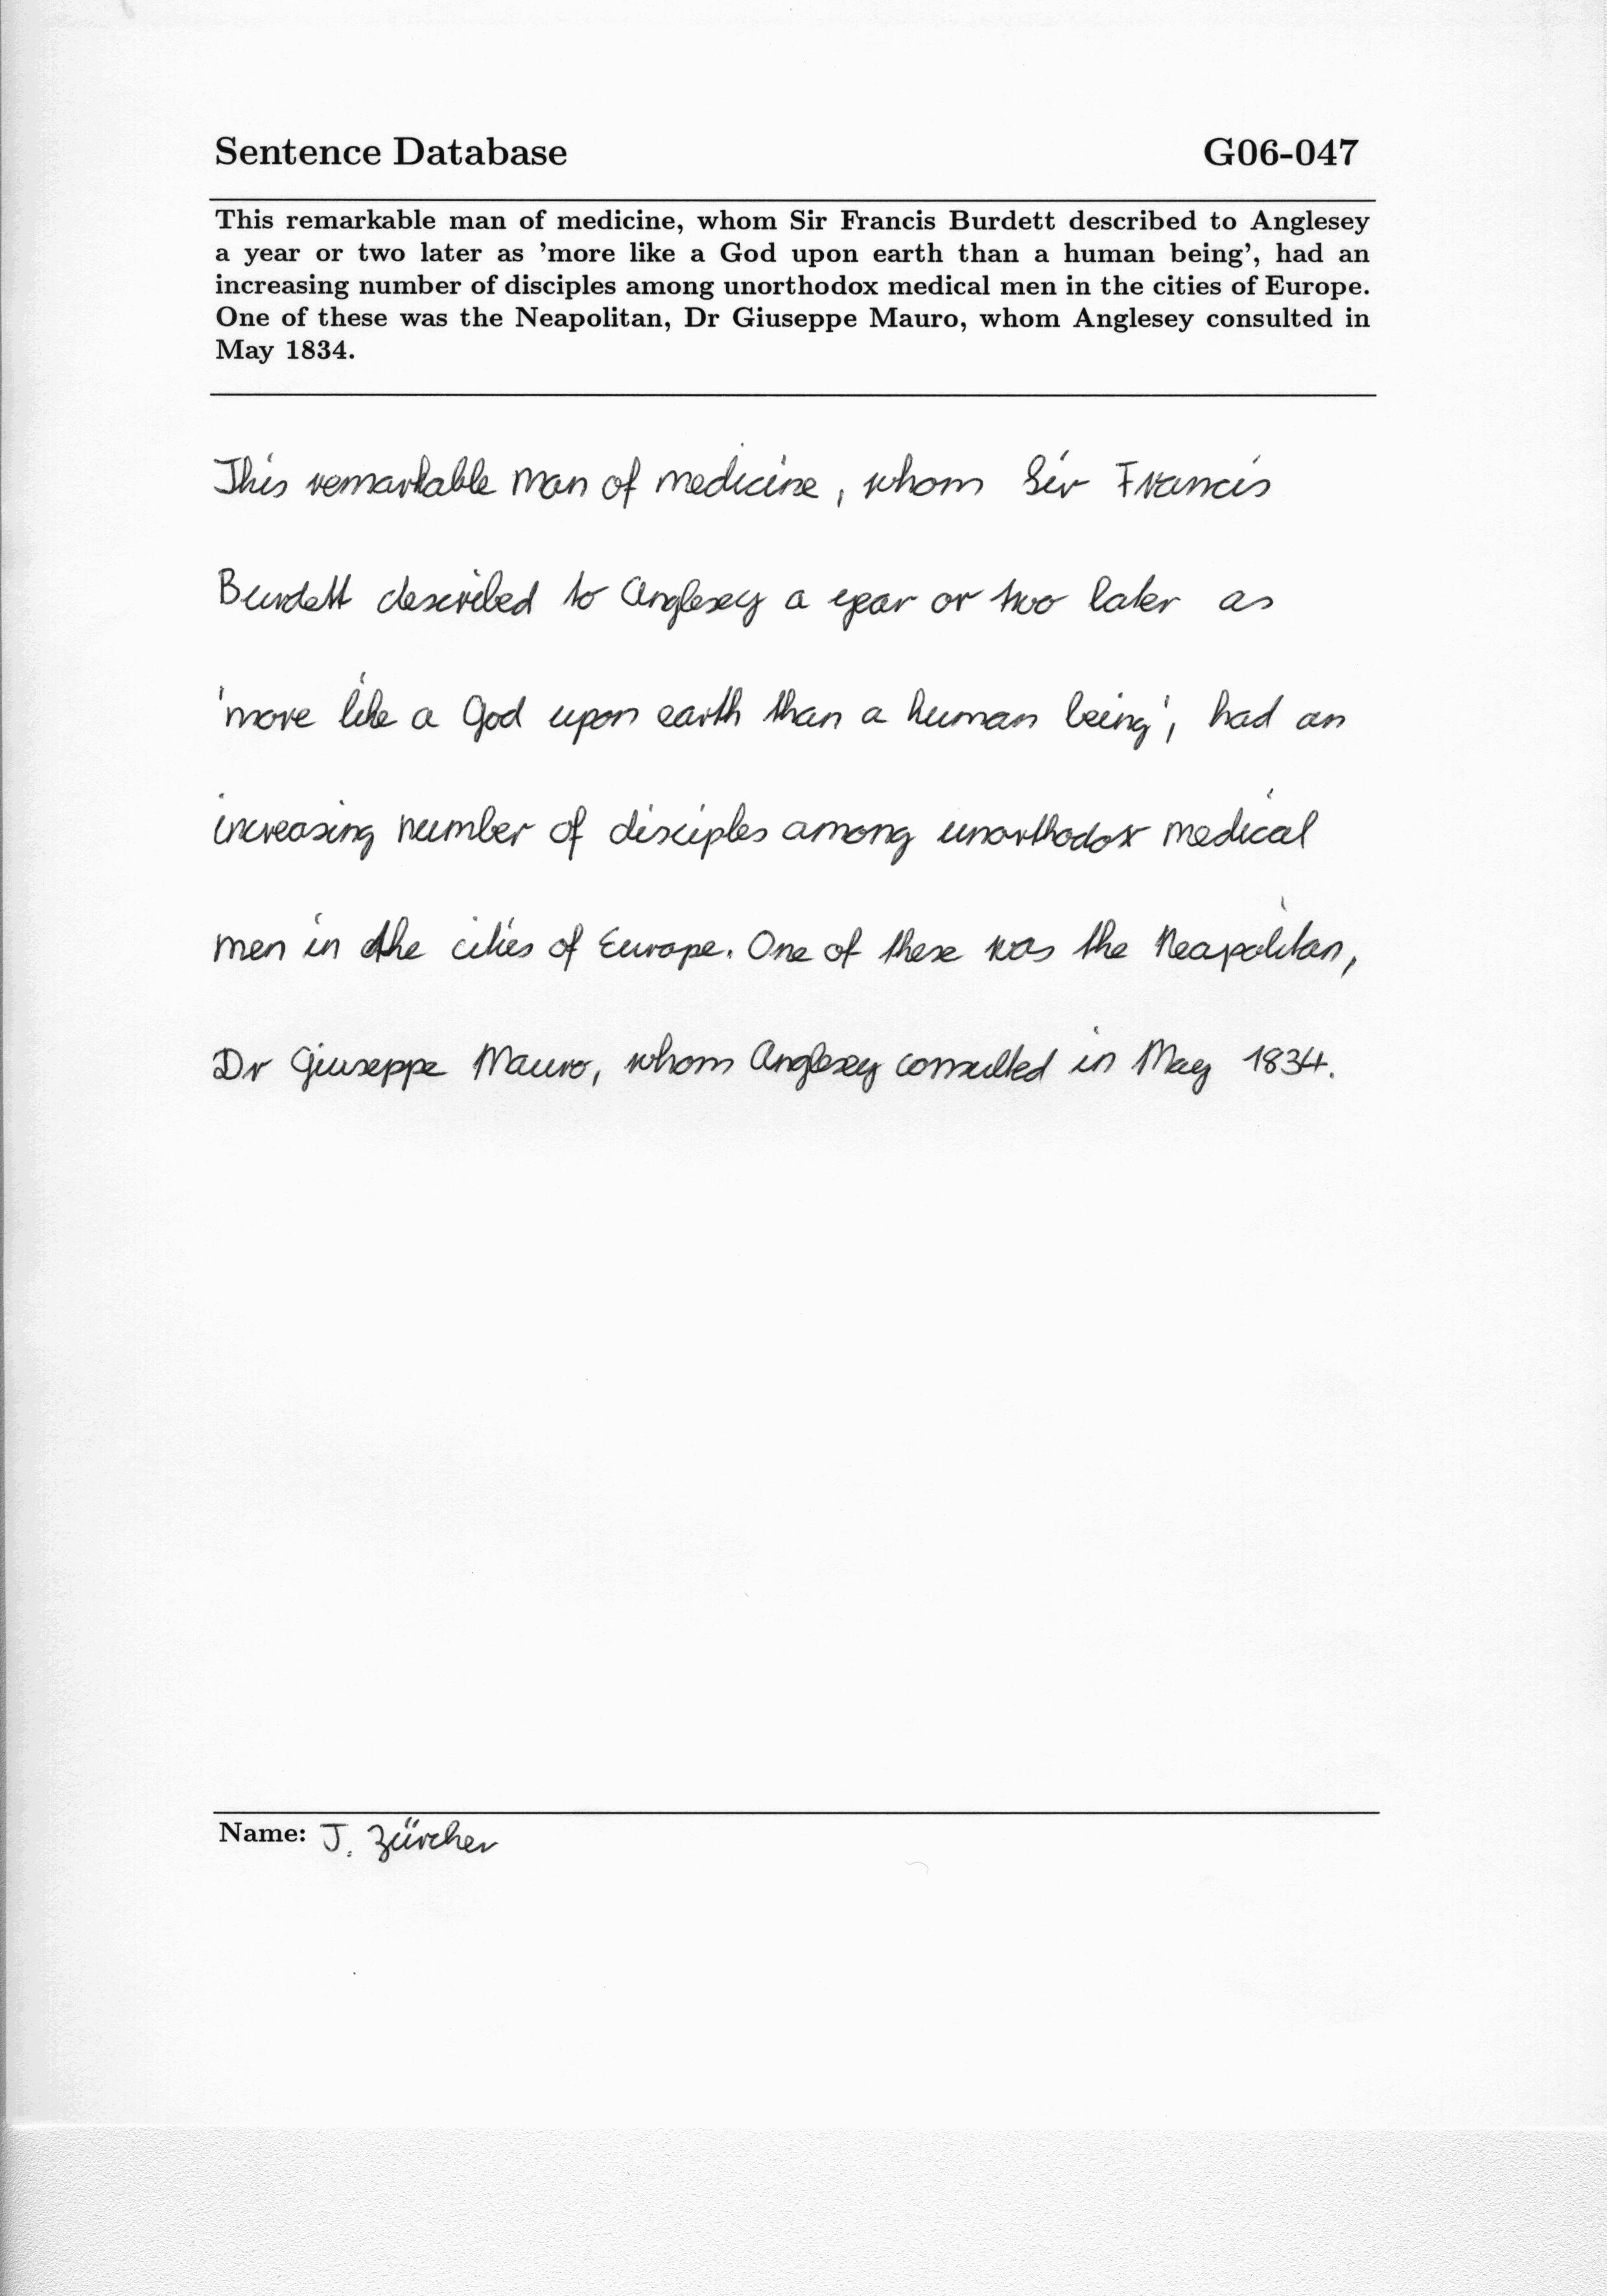 Sentence Database G06-047
This remarkable man of medicine, whom Sir Francis Burdett described to Anglesey
a year or two later as 'more like a God upon earth than a human being', had an
increasing number of disciples among unorthodox medical men in the cities of Europe.
One of these was the Neapolitan, Dr Giuseppe Mauro, whom Anglesey consulted in
May 1834.
This remarkable man of medicine, whom Sir Francis
Burdett described to Anglesey a year or two later as
'more like a God upon earth than a human being', had an
increasing number of disciples among unorthodox medical
men in the cities of Europe. One of these was the Neapolitan,
Dr Giuseppe Mauro, whom Anglesey consulted in May 1834.
Name: J. Zürcher